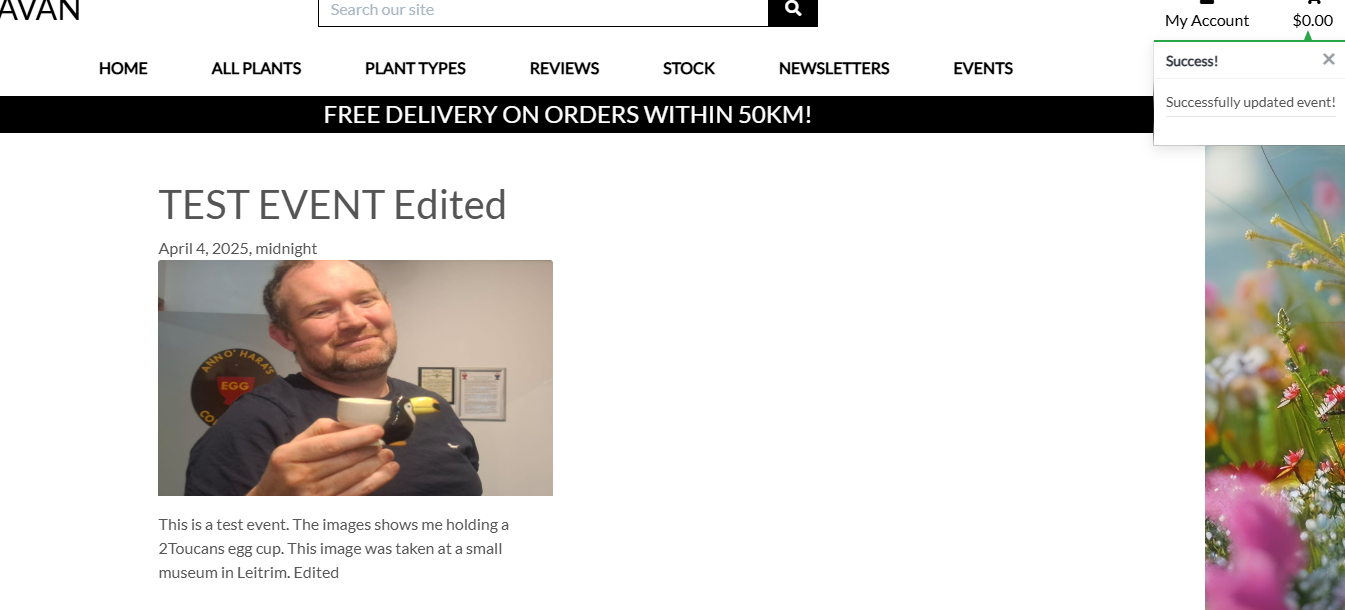 AVAN
Search our site
My Account
$0.00
HOME
ALL PLANTS
PLANT TYPES
REVIEWS
STOCK
NEWSLETTERS
EVENTS
Success!
×
FREE DELIVERY ON ORDERS WITHIN 50KM!
Successfully updated event!
TEST EVENT Edited
April 4, 2025, midnight
ANN O' HARA'S
EGG
This is a test event. The images shows me holding a
2Toucans egg cup. This image was taken at a small
museum in Leitrim. Edited